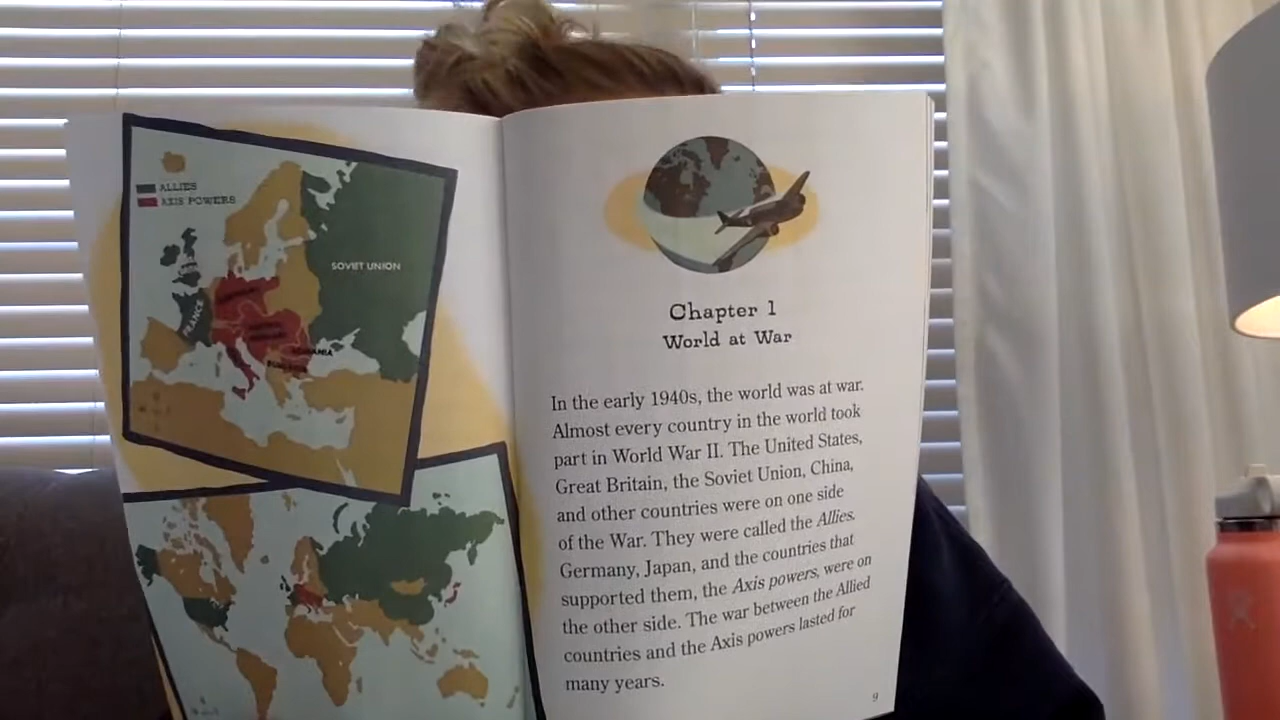 ALLIES
AXIS POWERS
SOVIET UNION
FRANCE
Chapter 1
World at War
In the early 1940s, the world was at war.
Almost every country in the world took
part in World War II. The United States,
Great Britain, the Soviet Union, China,
and other countries were on one side
of the War. They were called the Allies.
Germany, Japan, and the countries that
supported them, the Axis powers, were on
the other side. The war between the Allied
countries and the Axis powers lasted for
many years.
9